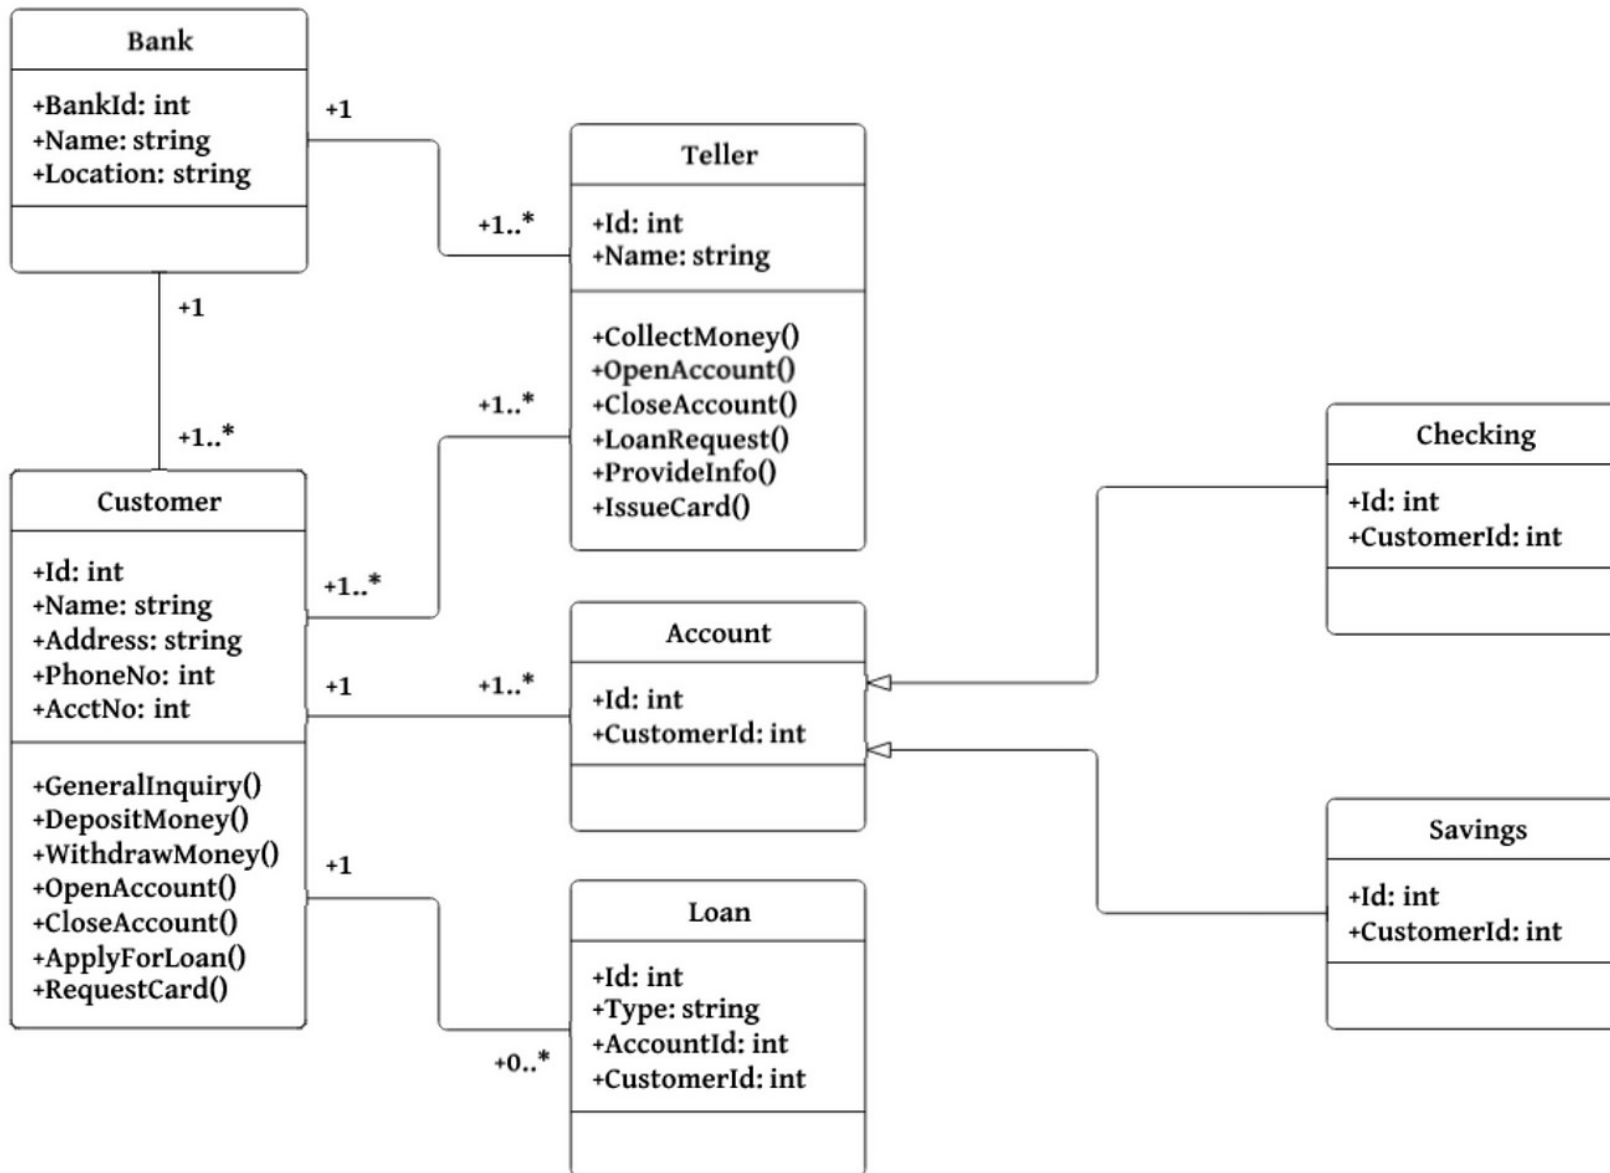 Bank
+BankId: int
+Name: string
+Location: string
+1
+1..*
Teller
+Id: int
+Name: string
+CollectMoney()
+OpenAccount()
+CloseAccount()
+LoanRequest()
+ProvideInfo()
+IssueCard()
+1
+1..*
+1..*
+1..*
Customer
+Id: int
+Name: string
+Address: string
+PhoneNo: int
+AcctNo: int
+GeneralInquiry()
+DepositMoney()
+WithdrawMoney()
+OpenAccount()
+CloseAccount()
+ApplyForLoan()
+RequestCard()
+1
+1..*
Account
+Id: int
+CustomerId: int
+1
+0..*
Loan
+Id: int
+Type: string
+AccountId: int
+CustomerId: int
Checking
+Id: int
+CustomerId: int
Savings
+Id: int
+CustomerId: int